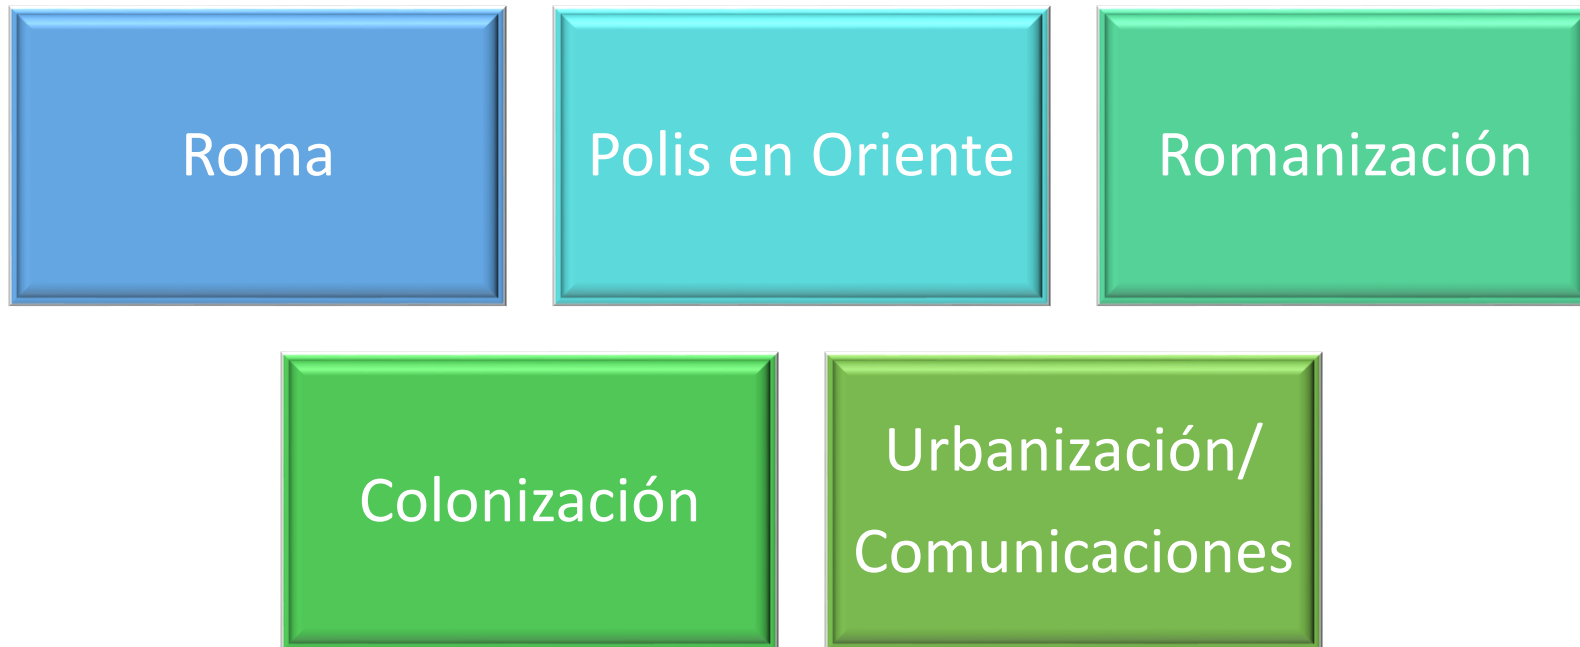 Roma
Polis en Oriente
Romanización
Colonización
Urbanización/
Comunicaciones